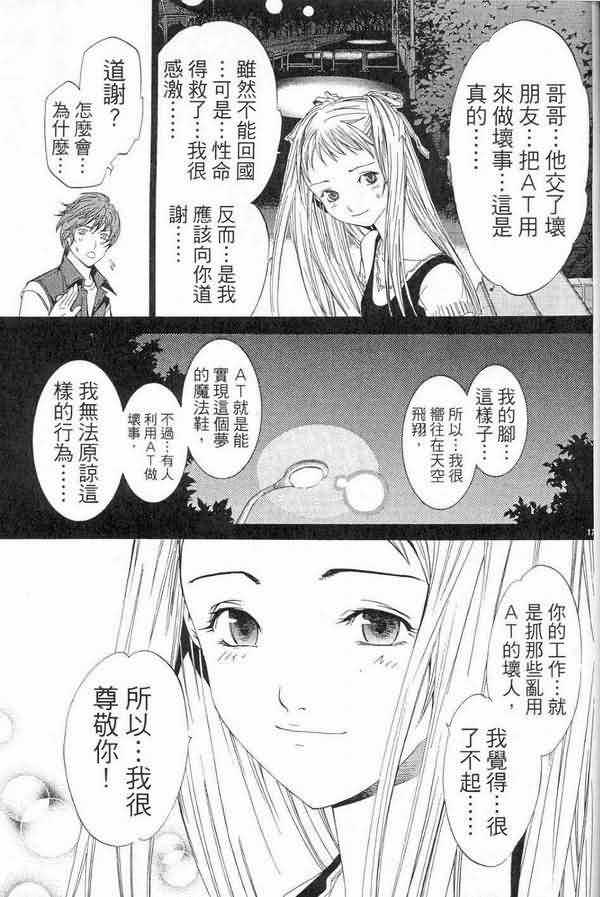 哥哥…他交了壞
朋友…把AT用
來做壞事…這是
真的…
雖然不能回國
…可是…性命
得救了…我很
感激……
反而…是我
應該向你道
謝……
道謝？
怎麼會…
為什麼…
我的腳…
這樣子…
所以…我很
嚮往在天空
飛翔，
AT就是能
實現這個夢
的魔法鞋，
不過…有人
利用AT做
壞事。
我無法原諒這
樣的行為……
你的工作…就
是抓那些亂用
AT的壞人，
我覺得…很
了不起……
所以…我很
尊敬你！